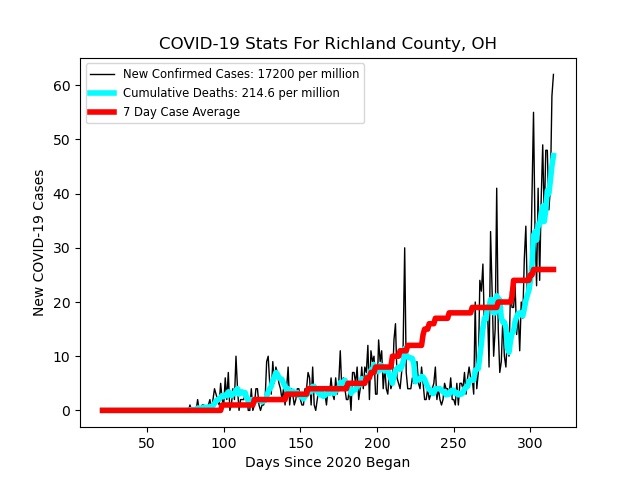 COVID-19 Stats For Richland County, OH
New Confirmed Cases: 17200 per million
Cumulative Deaths: 214.6 per million
7 Day Case Average
New COVID-19 Cases
60
50
40
30
20
10
0
50 100 150 200 250 300
Days Since 2020 Began